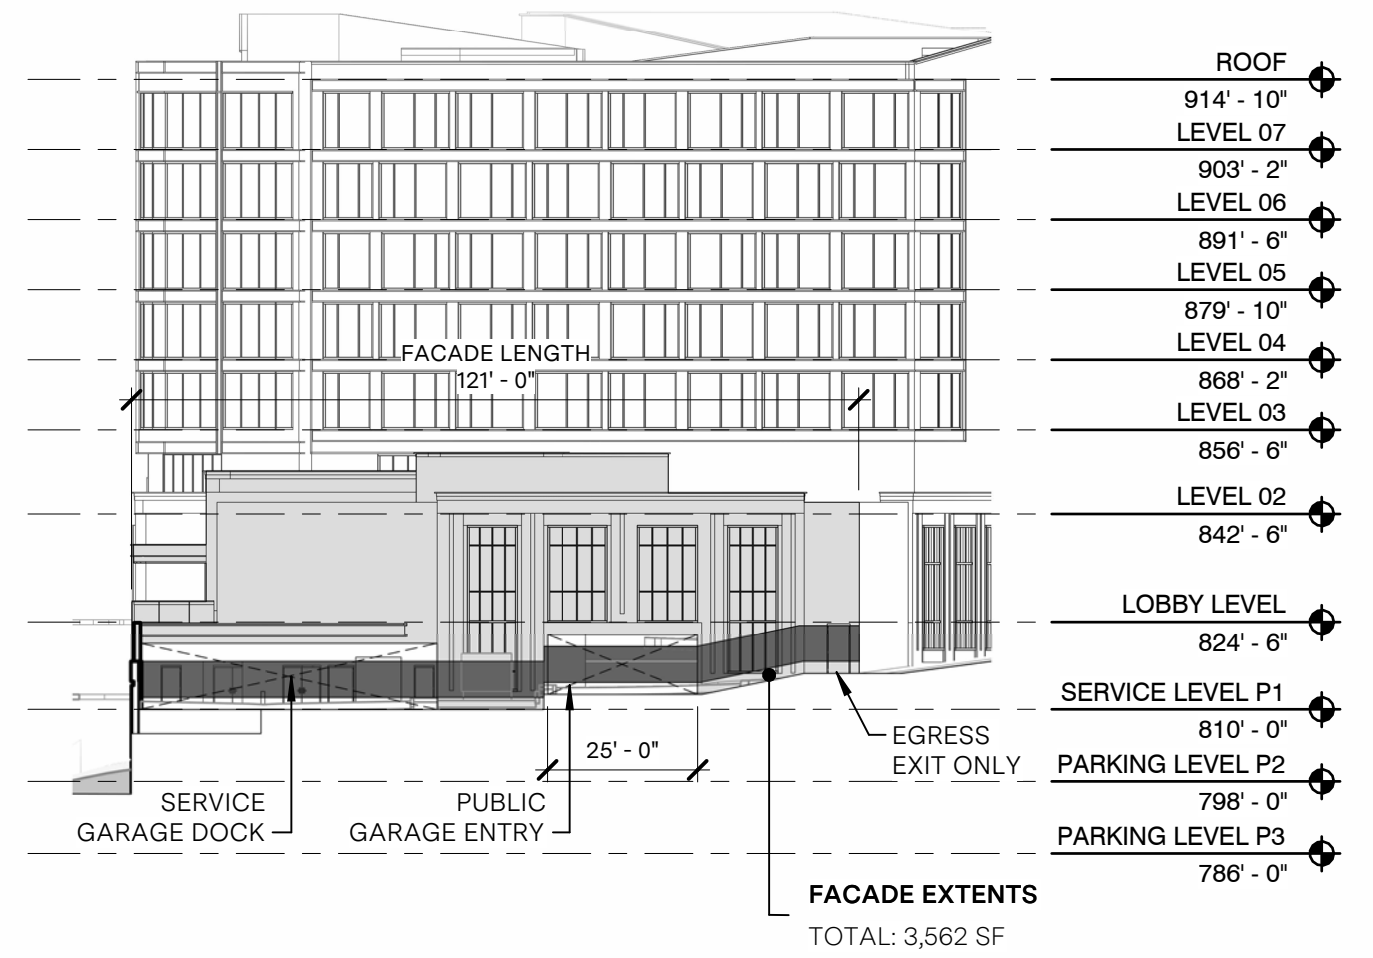 ROOF
914' - 10"
LEVEL 07
903' - 2"
LEVEL 06
891' - 6"
LEVEL 05
879' - 10"
LEVEL 04
868' - 2"
LEVEL 03
856' - 6"
LEVEL 02
842' - 6"
LOBBY LEVEL
824' - 6"
SERVICE LEVEL P1
810' - 0"
PARKING LEVEL P2
798' - 0"
PARKING LEVEL P3
786' - 0"
FACADE LENGTH
121' - 0"
25' - 0"
EGRESS
EXIT ONLY
SERVICE
GARAGE DOCK
PUBLIC
GARAGE ENTRY
FACADE EXTENTS
TOTAL: 3,562 SF